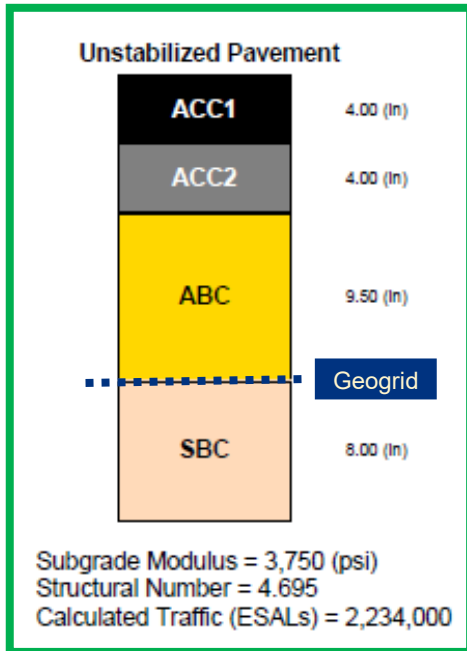 Unstabilized Pavement
ACC1 4.00 (in)
ACC2 4.00 (in)
ABC 9.50 (in)
Geogrid
SBC 8.00 (in)
Subgrade Modulus = 3,750 (psi)
Structural Number = 4.695
Calculated Traffic (ESALs) = 2,234,000